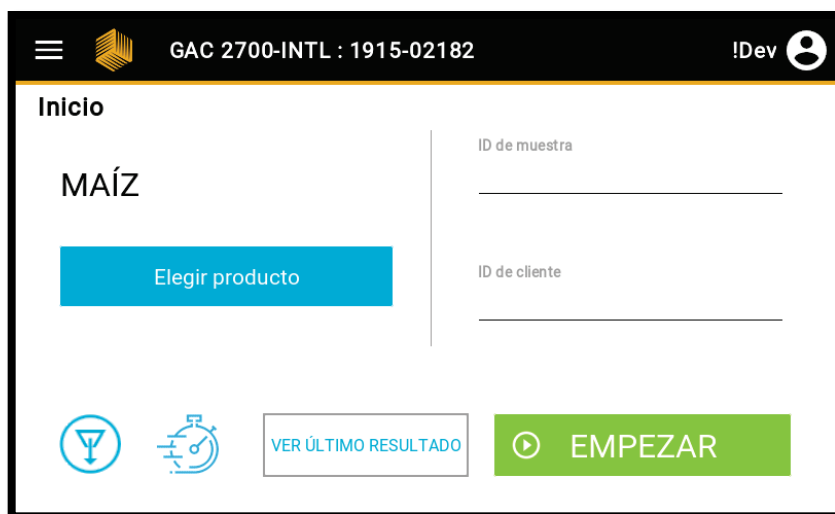 GAC 2700-INTL : 1915-02182
!Dev
Inicio
MAÍZ
Elegir producto
ID de muestra
ID de cliente
VER ÚLTIMO RESULTADO
EMPEZAR